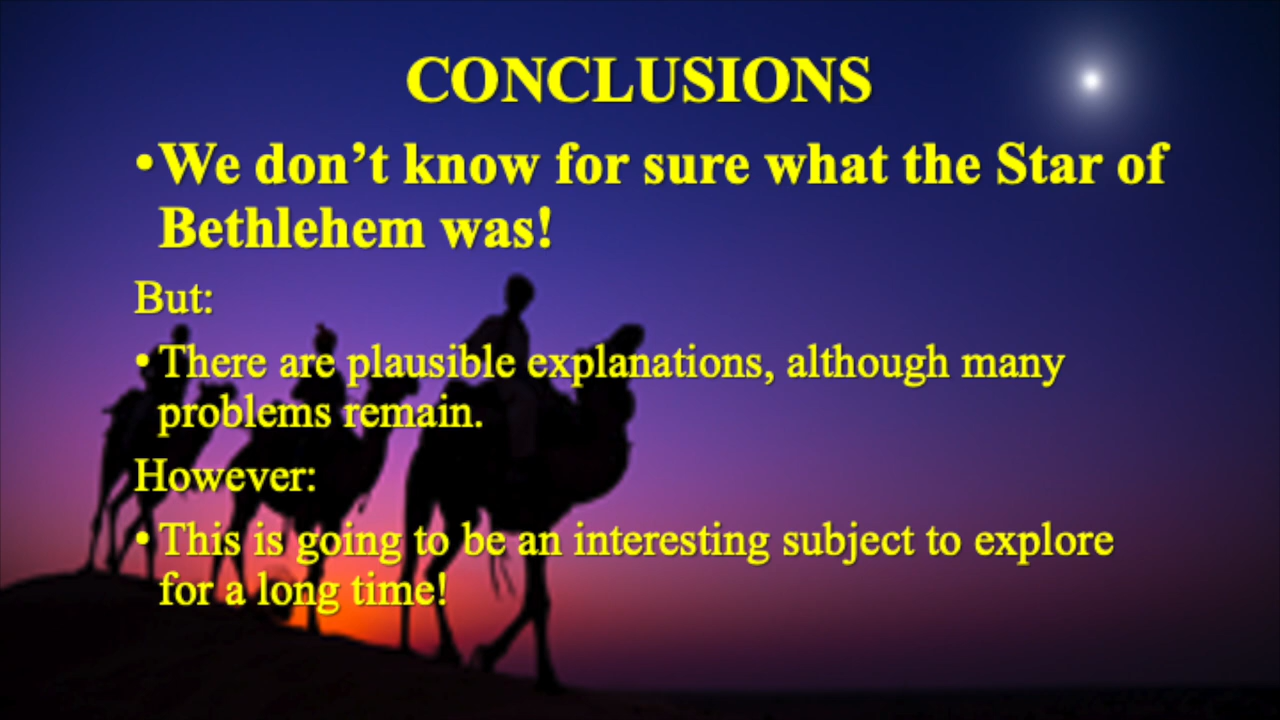 CONCLUSIONS
•We don’t know for sure what the Star of
Bethlehem was!
But:
• There are plausible explanations, although many
problems remain.
However:
• This is going to be an interesting subject to explore
for a long time!